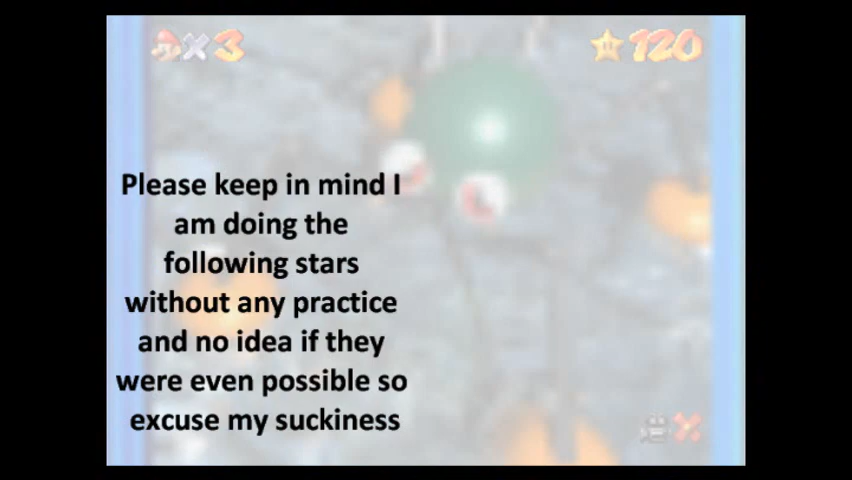 ×3
120
Please keep in mind I
am doing the
following stars
without any practice
and no idea if they
were even possible so
excuse my suckiness